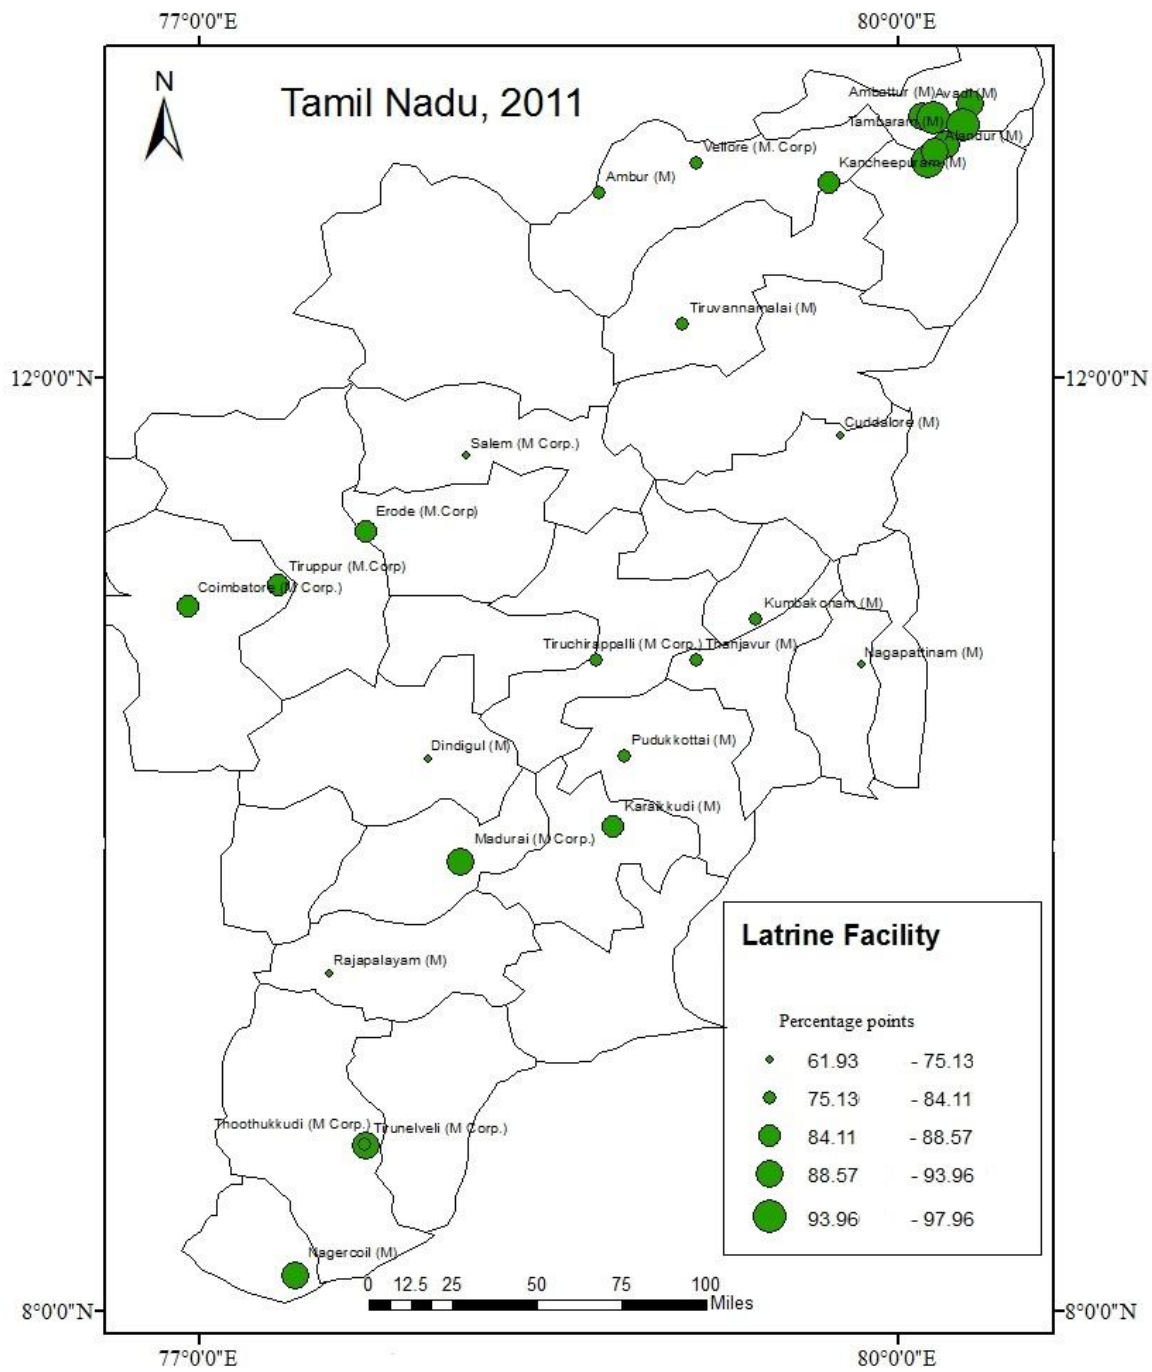 77°0'0"E 80°0'0"E
N
Tamil Nadu, 2011
Ambattur (M) Avadi (M)
Tambaram (M)
Alandur (M)
Vellore (M. Corp)
Kancheepuram (M)
Ambur (M)
Tiruvannamalai (M)
12°0'0"N 12°0'0"N
Cuddalore (M)
Salem (M Corp.)
Erode (M.Corp)
Tiruppur (M.Corp)
Coimbatore (M Corp.)
Kumbakonam (M)
Tiruchirappalli (M Corp.) Thanjavur (M)
Nagapattinam (M)
Pudukkottai (M)
Dindigul (M)
Karaikkudi (M)
Madurai (M Corp.)
Latrine Facility
Rajapalayam (M)
Percentage points
61.93 - 75.13
75.13 - 84.11
84.11 - 88.57
88.57 - 93.96
93.96 - 97.96
Thoothukkudi (M Corp.) Tirunelveli (M Corp.)
Nagercoil (M)
0 12.5 25 50 75 100
Miles
8°0'0"N 8°0'0"N
77°0'0"E 80°0'0"E